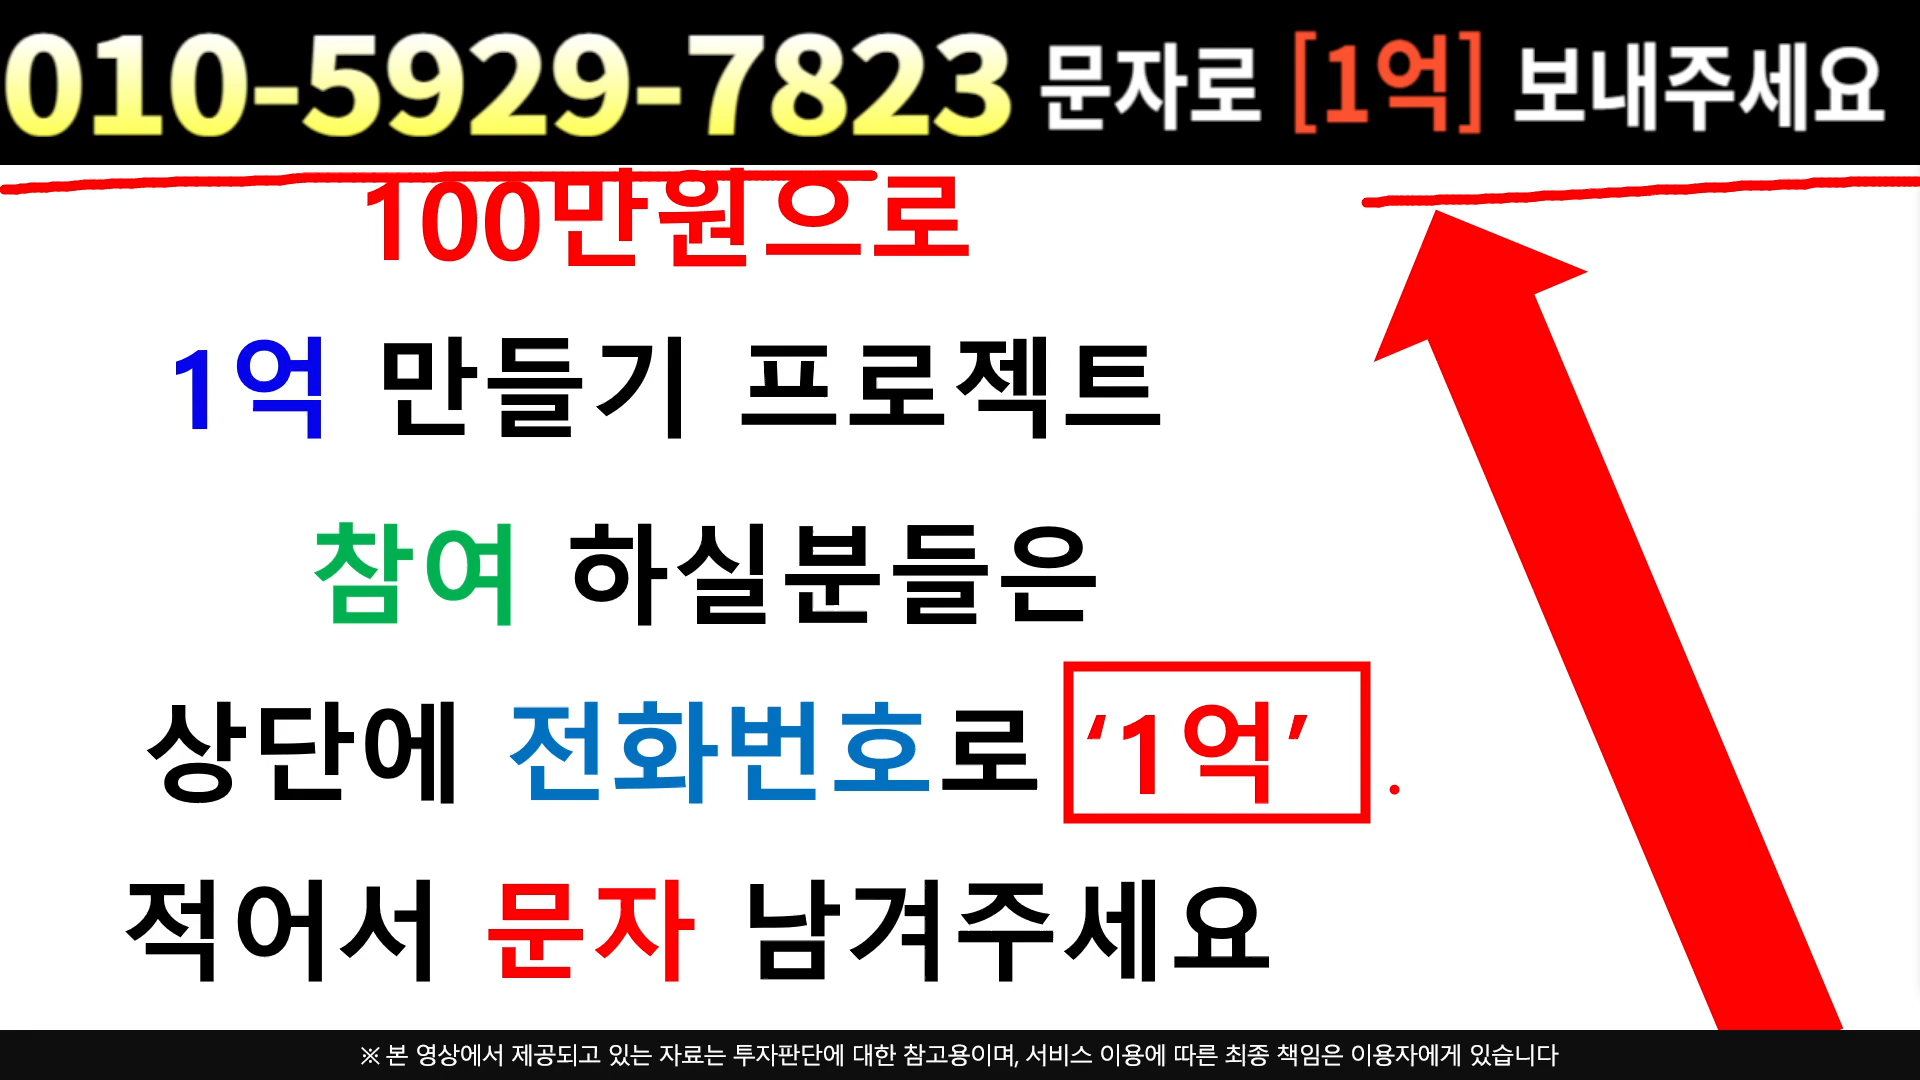 010-5929-7823 문자로 [1억] 보내주세요
100만원으로
1억 만들기 프로젝트
참여 하실분들은
상단에 전화번호로 ‘1억’ .
적어서 문자 남겨주세요
※ 본 영상에서 제공되고 있는 자료는 투자판단에 대한 참고용이며, 서비스 이용에 따른 최종 책임은 이용자에게 있습니다